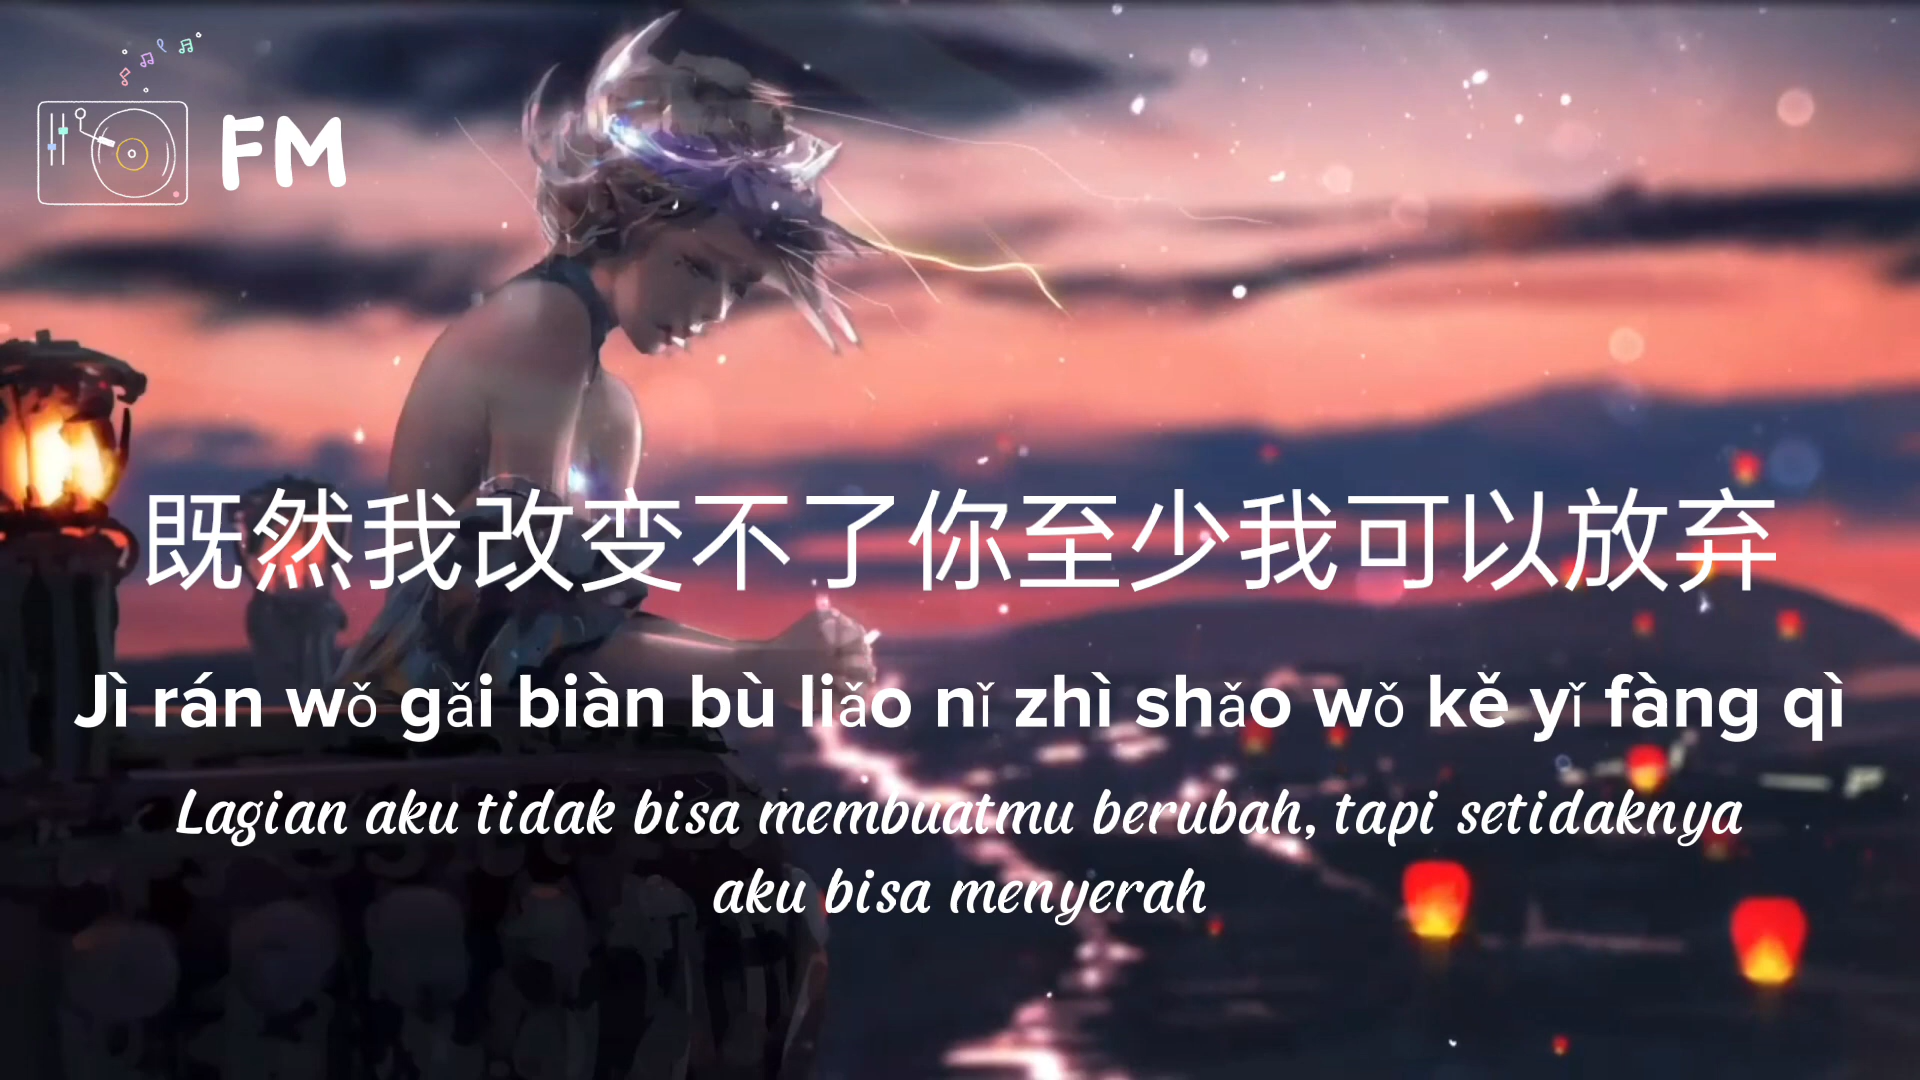 FM
既然我改变不了你至少我可以放弃
Jì rán wǒ gǎi biàn bù liǎo nǐ zhì shǎo wǒ kě yǐ fàng qì
Lagian aku tidak bisa membuatmu berubah, tapi setidaknya
aku bisa menyerah